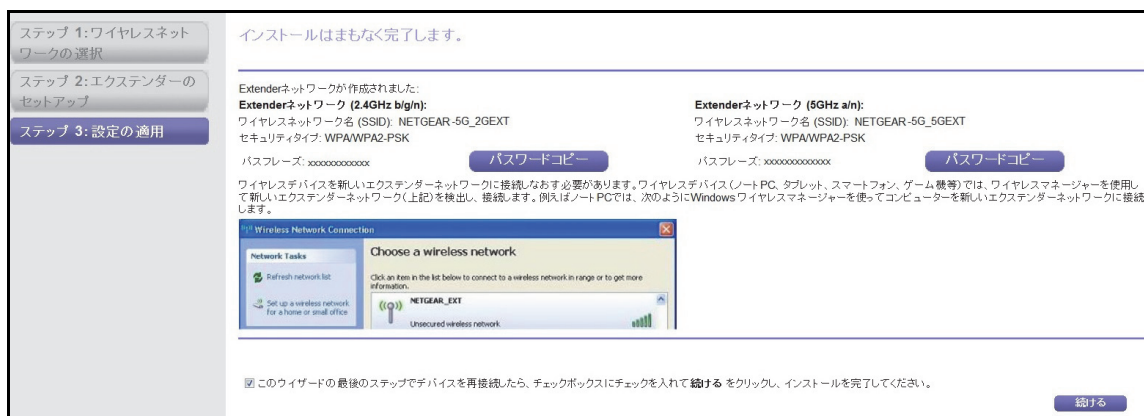 ステップ 1:ワイヤレスネット
ワークの選択
ステップ 2:エクステンダーの
セットアップ
ステップ 3:設定の適用
インストールはまもなく完了します。
Extenderネットワークが作成されました:
Extenderネットワーク (2.4GHz b/g/n):
ワイヤレスネットワーク名 (SSID): NETGEAR-5G_2GEXT
セキュリティタイプ: WPA/WPA2-PSK
パスフレーズ: xxxxxxxxxxxx
パスワードコピー
Extenderネットワーク (5GHz a/n):
ワイヤレスネットワーク名 (SSID): NETGEAR-5G_5GEXT
セキュリティタイプ: WPA/WPA2-PSK
パスフレーズ: xxxxxxxxxxxx
パスワードコピー
ワイヤレスデバイスを新しいエクステンダーネットワークに接続しなおす必要があります。ワイヤレスデバイス(ノートPC、タブレット、スマートフォン、ゲーム機等)では、ワイヤレスマネージャーを使用し
て新しいエクステンダーネットワーク(上記)を検出し、接続します。例えばノートPCでは、次のようにWindowsワイヤレスマネージャーを使ってコンピューターを新しいエクステンダーネットワークに接続
します。
Wireless Network Connection
Network Tasks
Refresh network list
Set up a wireless network
for a home or small office
Choose a wireless network
Click an item in the list below to connect to a wireless network in range or to get more
information.
NETGEAR_EXT
Unsecured wireless network
このウィザードの最後のステップでデバイスを再接続したら、チェックボックスにチェックを入れて続ける をクリックし、インストールを完了してください。
続ける